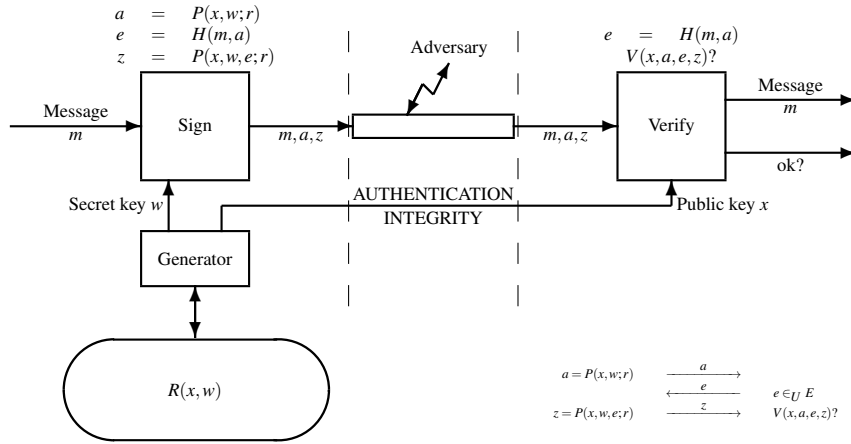 a = P(x,w;r)
e = H(m,a)
z = P(x,w,e;r)
Adversary
e = H(m,a)
V(x,a,e,z)?
Message
m
Sign
m,a,z
m,a,z
Verify
Message
m
ok?
Secret key w
AUTHENTICATION
INTEGRITY
Public key x
Generator
R(x,w)
a = P(x,w;r) a
e e ∈U E
z = P(x,w,e;r) z V(x,a,e,z)?